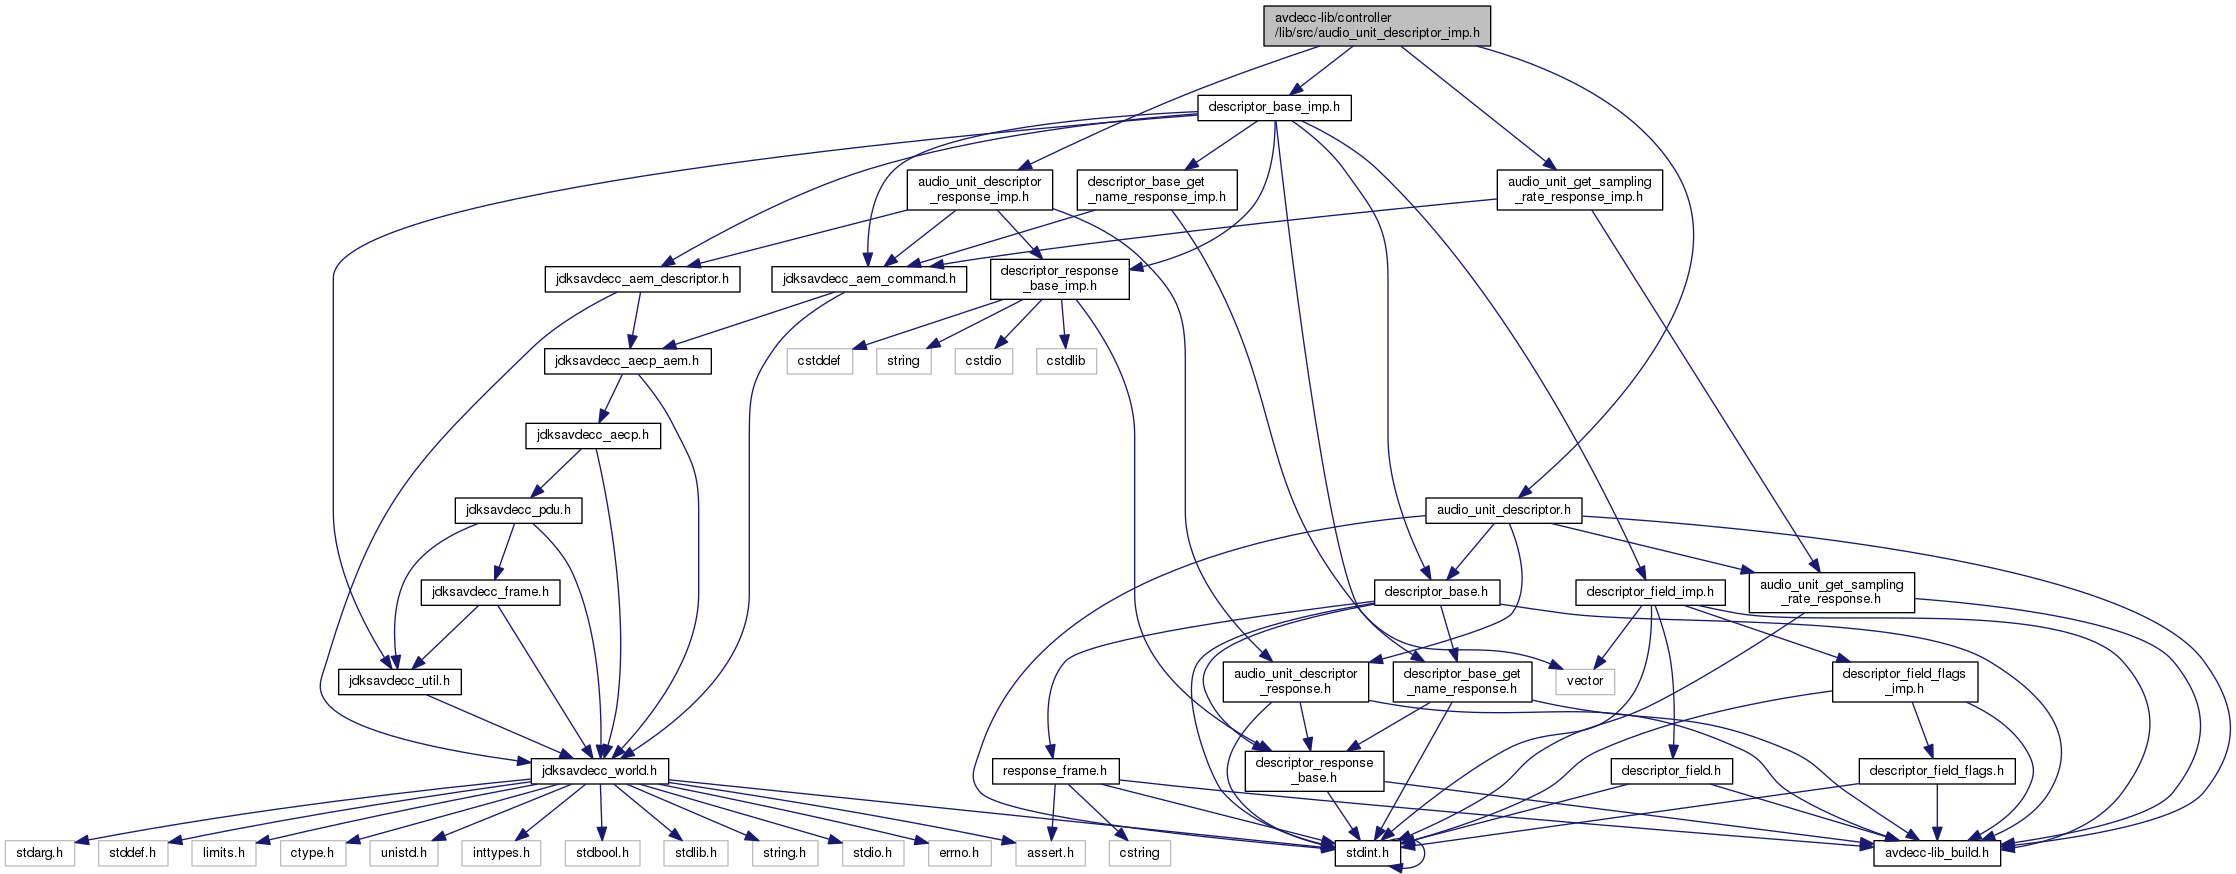 avdecc-lib/controller
/lib/src/audio_unit_descriptor_imp.h
descriptor_base_imp.h
audio_unit_descriptor
_response_imp.h
descriptor_base_get
_name_response_imp.h
audio_unit_get_sampling
_rate_response_imp.h
jdksavdecc_aem_descriptor.h
jdksavdecc_aem_command.h
descriptor_response
_base_imp.h
jdksavdecc_aecp_aem.h
cstddef
string
cstdio
cstdlib
jdksavdecc_aecp.h
jdksavdecc_pdu.h
audio_unit_descriptor.h
jdksavdecc_frame.h
descriptor_base.h
descriptor_field_imp.h
audio_unit_get_sampling
_rate_response.h
jdksavdecc_util.h
audio_unit_descriptor
_response.h
descriptor_base_get
_name_response.h
vector
descriptor_field_flags
_imp.h
jdksavdecc_world.h
response_frame.h
descriptor_response
_base.h
descriptor_field.h
descriptor_field_flags.h
stdarg.h
stddef.h
limits.h
ctype.h
unistd.h
inttypes.h
stdbool.h
stdlib.h
string.h
stdio.h
errno.h
assert.h
cstring
stdint.h
avdecc-lib_build.h